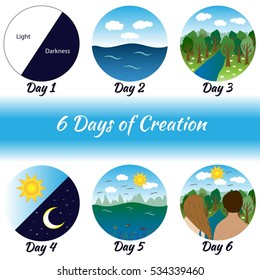 Light
Darkness
Day 1
Day 2
Day 3
6 Days of Creation
Day 4
Day 5
Day 6
shutterstock.com · 534339460